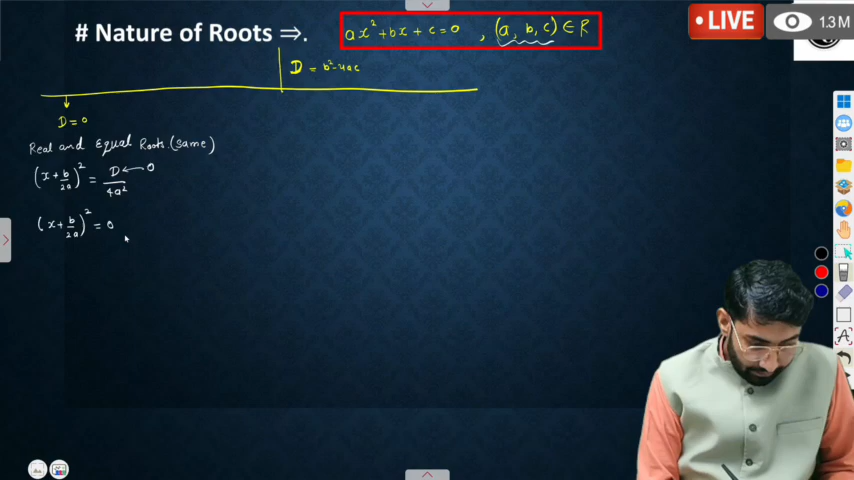 # Nature of Roots ⇒.
ax²+bx+c=0 , (a, b, c) ∈ R
LIVE
1.3M
D = b²-4ac
D=0
Real and Equal Roots.(same)
(x+b/2a)² = D/4a² ← 0
(x+b/2a)² = 0